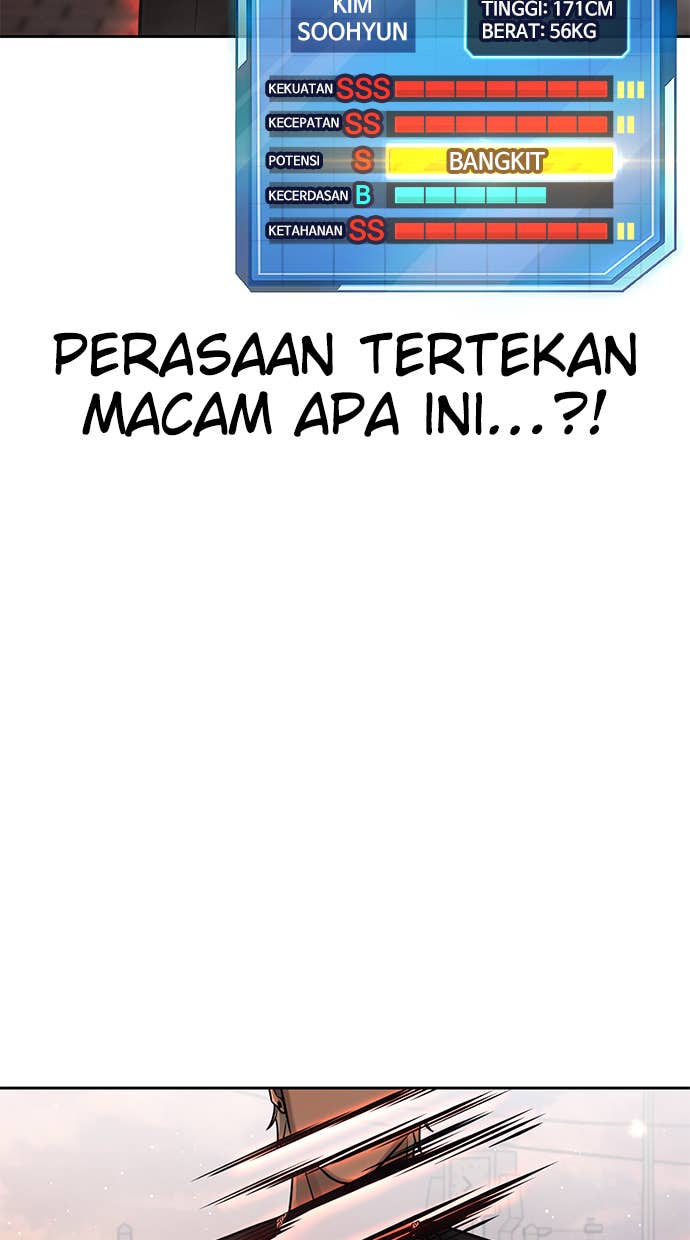 KIM
SOOHYUN
TINGGI: 171CM
BERAT: 56KG
KEKUATAN SSS
KECEPATAN SS
POTENSI S BANGKIT
KECERDASAN B
KETAHANAN SS
PERASAAN TERTEKAN
MACAM APA INI...?!